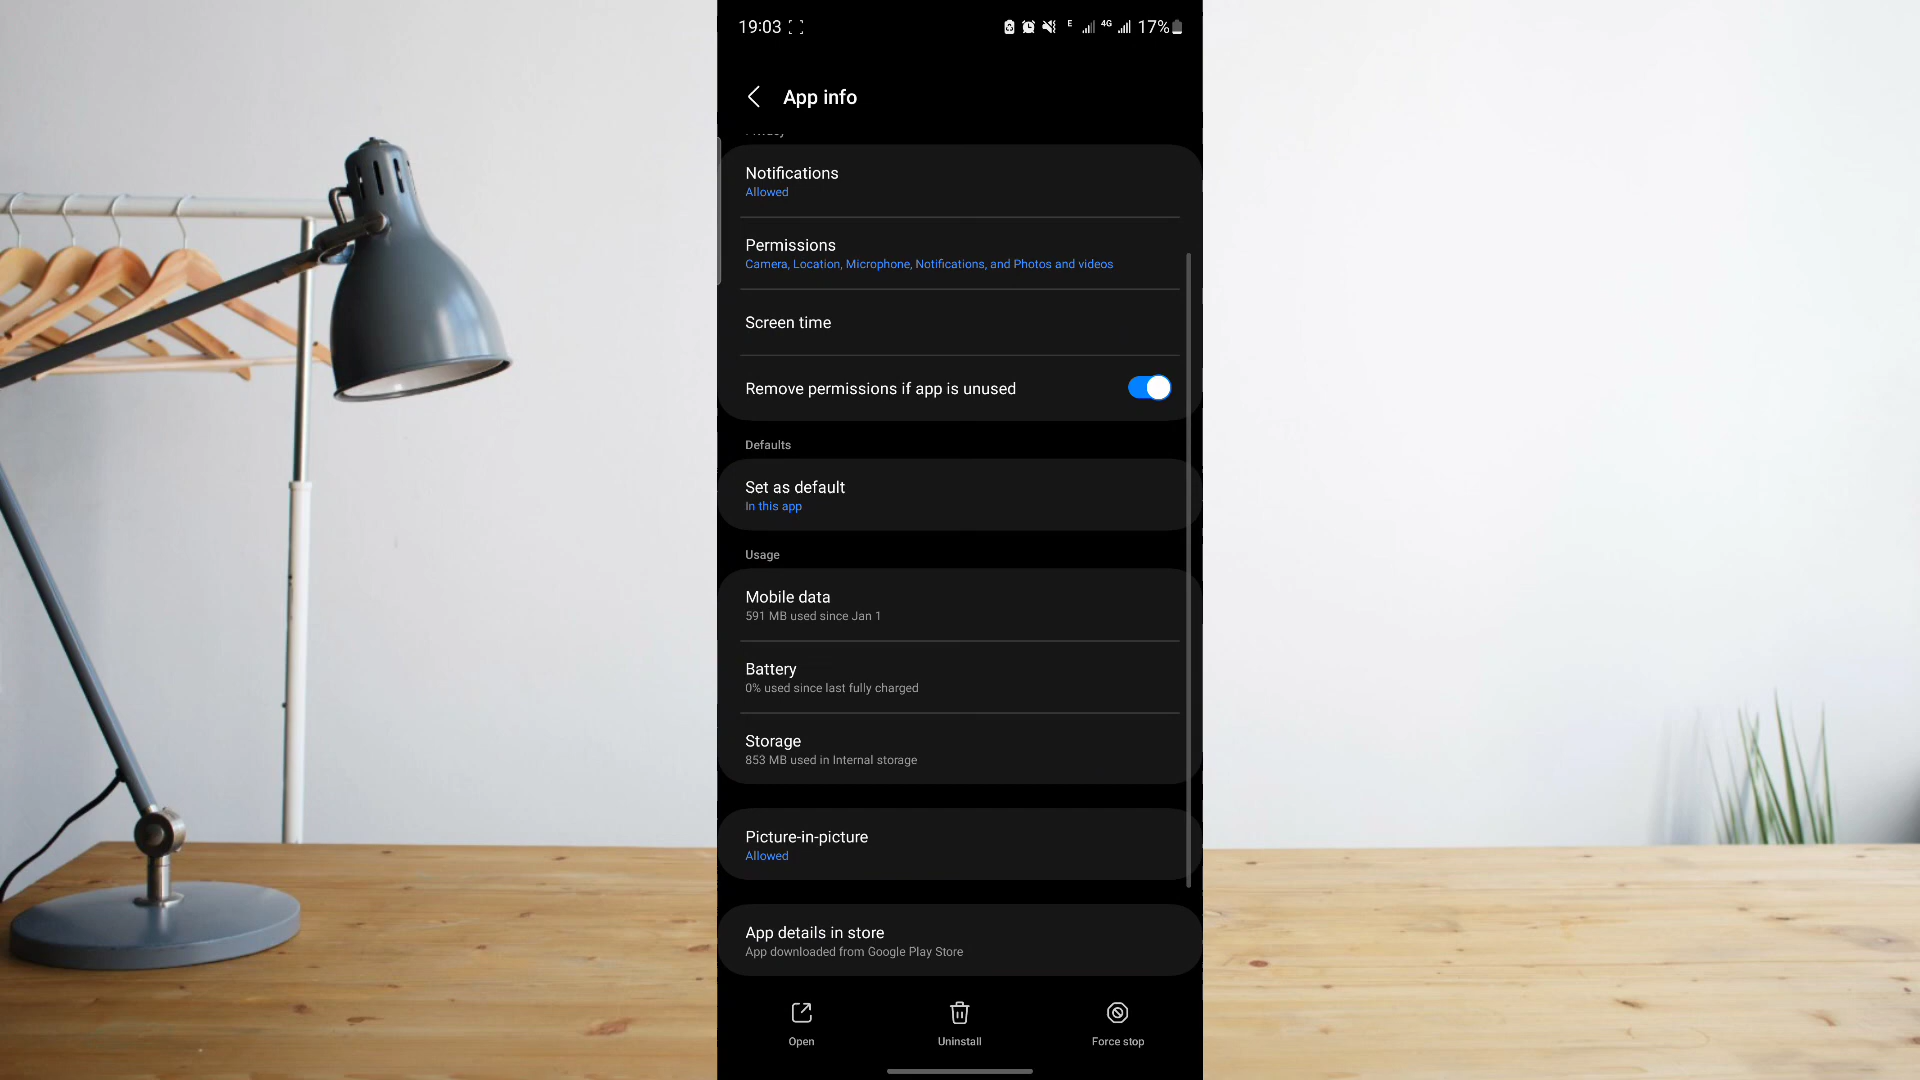 19:03
E 4G 17%
App info
Privacy
Notifications
Allowed
Permissions
Camera, Location, Microphone, Notifications, and Photos and videos
Screen time
Remove permissions if app is unused
Defaults
Set as default
In this app
Usage
Mobile data
591 MB used since Jan 1
Battery
0% used since last fully charged
Storage
853 MB used in Internal storage
Picture-in-picture
Allowed
App details in store
App downloaded from Google Play Store
Open
Uninstall
Force stop